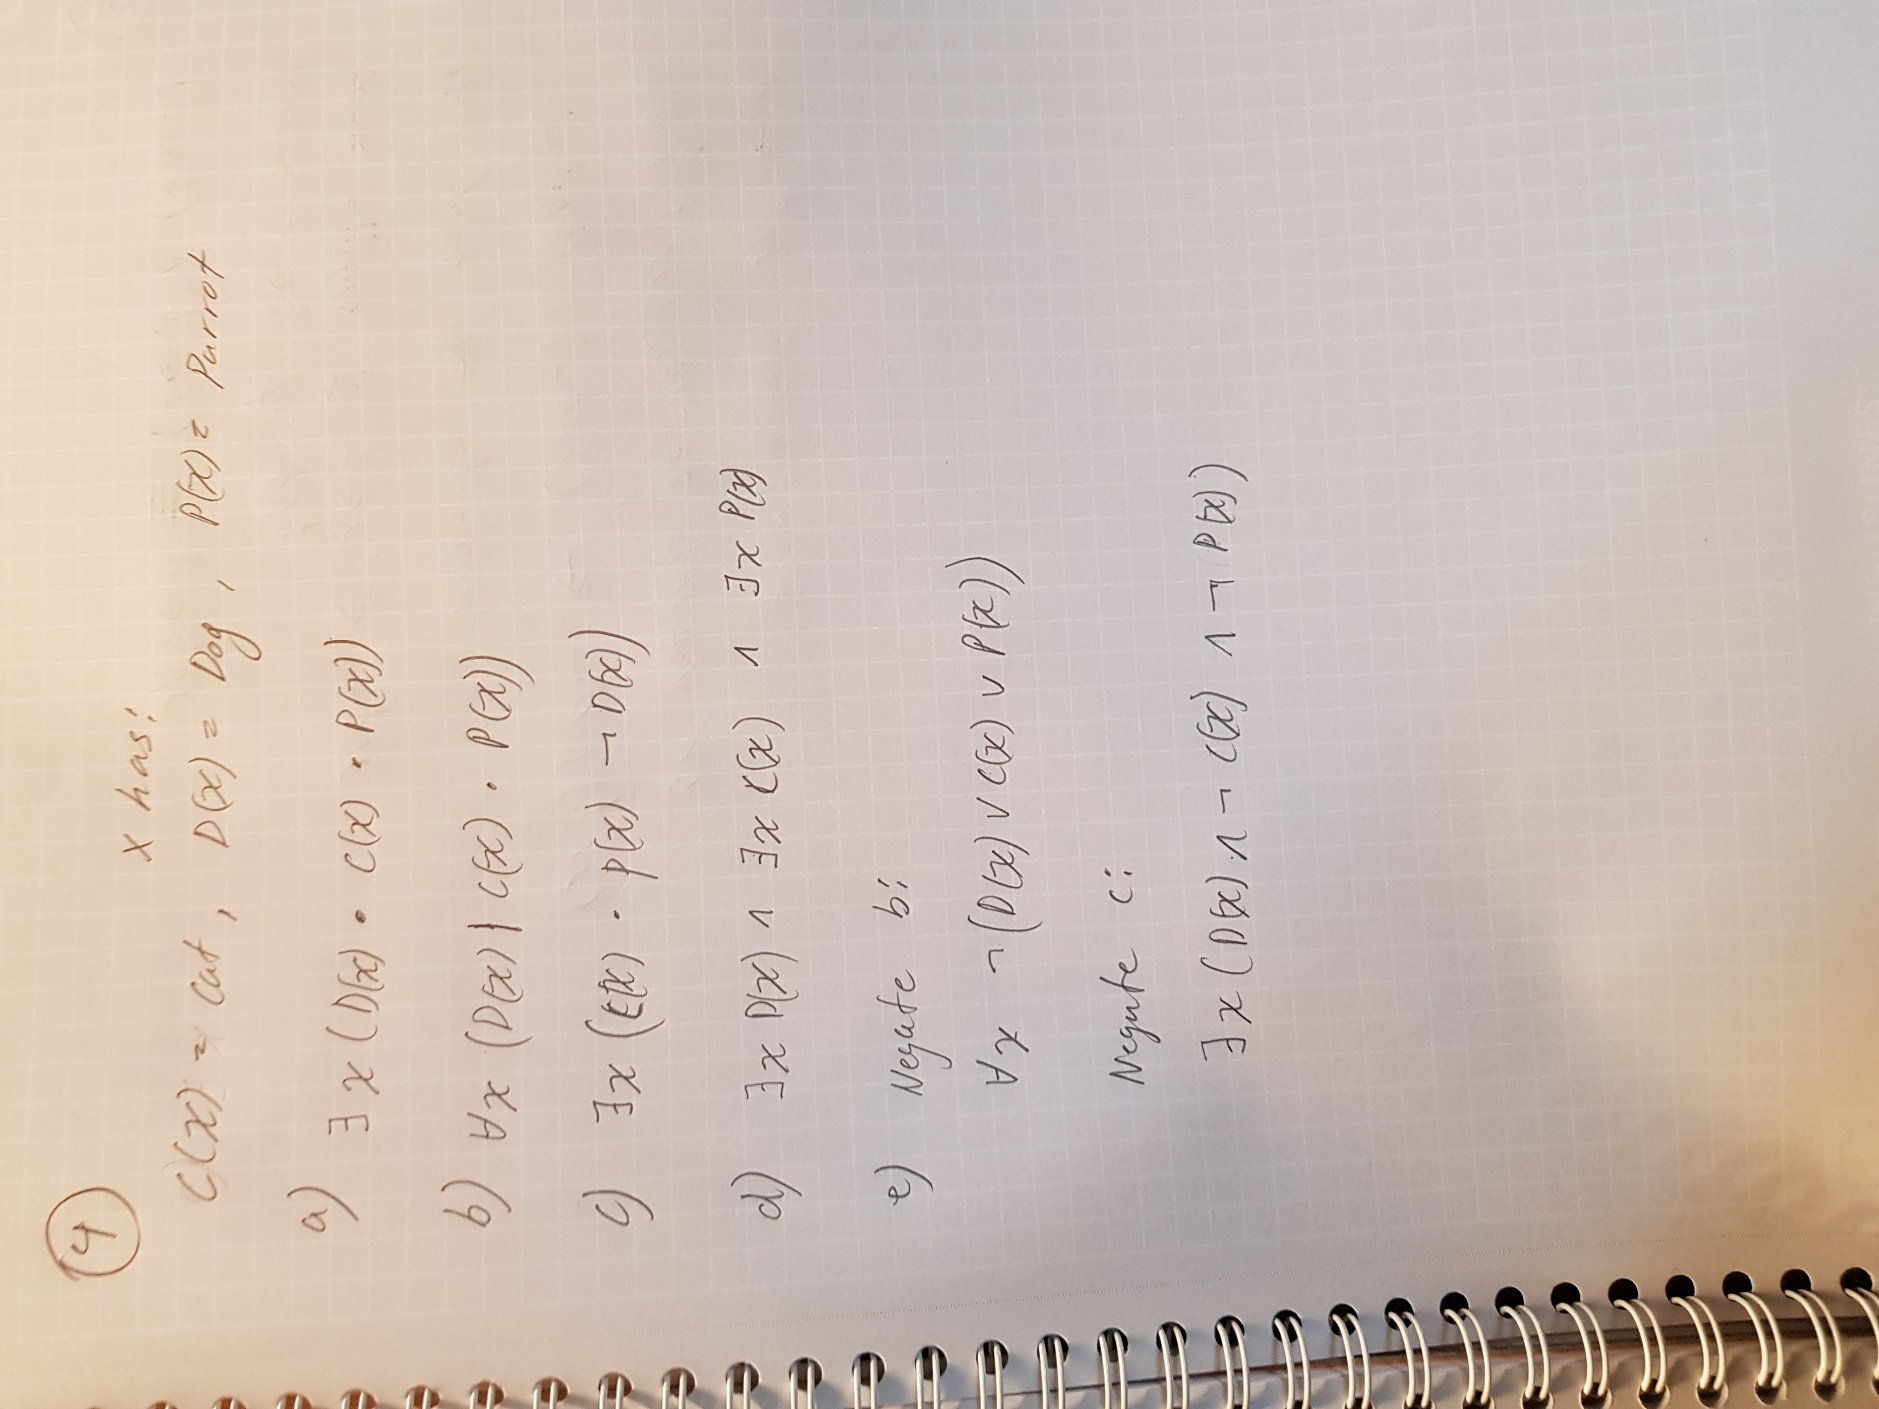 4
x has:
C(x) = Cat, D(x) = Dog, P(x) = Parrot
a) ∃x (D(x) • C(x) • P(x))
b) ∀x (D(x) | C(x) • P(x))
c) ∃x (C(x) • P(x) ¬D(x))
d) ∃x D(x) ∧ ∃x C(x) ∧ ∃x P(x)
e) Negate b:
∀x ¬(D(x) ∨ C(x) ∨ P(x))
Negate c:
∃x (D(x) ∧ ¬C(x) ∧ ¬P(x))